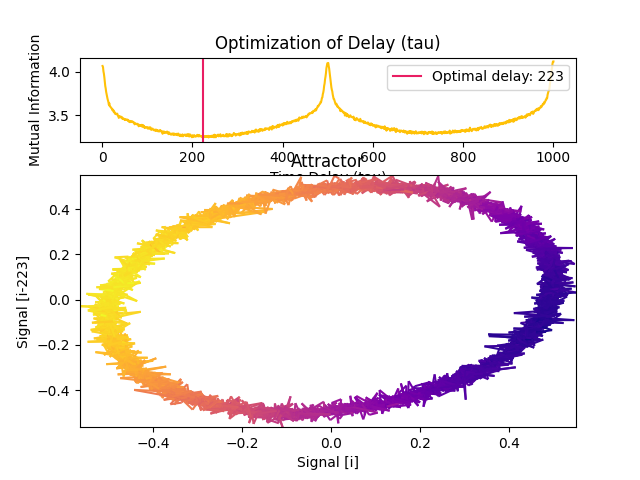 Optimization of Delay (tau)
Mutual Information
4.0
3.5
Optimal delay: 223
0 200 400 600 800 1000
Time Delay (tau)
Attractor
Signal [i-223]
0.4
0.2
0.0
−0.2
−0.4
−0.4 −0.2 0.0 0.2 0.4
Signal [i]